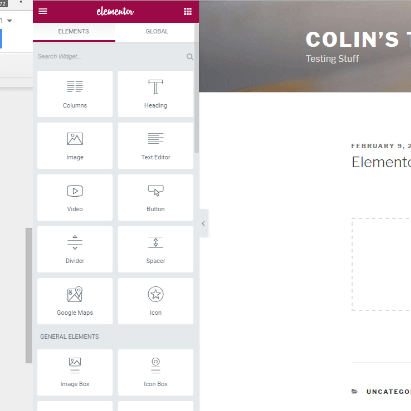 elementor
ELEMENTS GLOBAL
Search Widget...
Columns Heading
Image Text Editor
Video Button
Divider Spacer
Google Maps Icon
GENERAL ELEMENTS
Image Box Icon Box
COLIN'S T
Testing Stuff
FEBRUARY 9, 2
Elemento
UNCATEGO